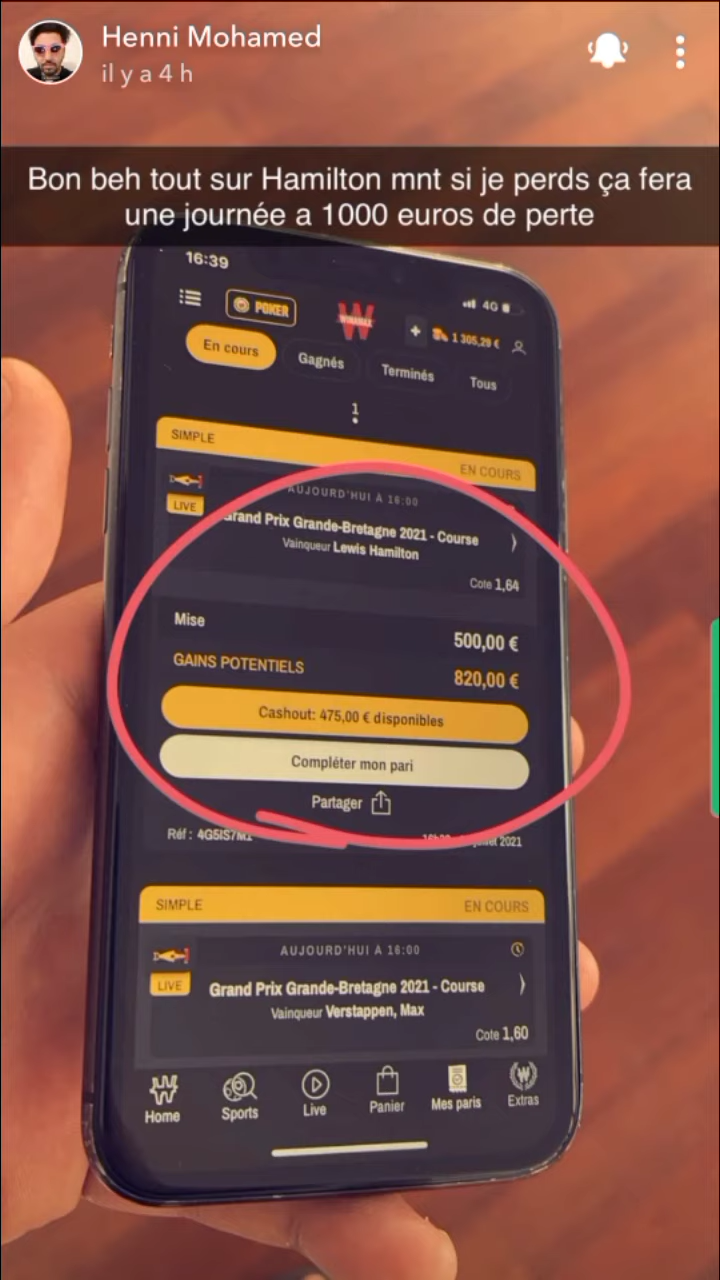 Henni Mohamed
il y a 4 h
Bon beh tout sur Hamilton mnt si je perds ça fera
une journée a 1000 euros de perte
16:39
4G
POKER
W
WINAMAX
+
1 305,29 €
En cours
Gagnés
Terminés
Tous
1
SIMPLE
EN COURS
AUJOURD'HUI À 16:00
LIVE
Grand Prix Grande-Bretagne 2021 - Course
Vainqueur Lewis Hamilton
Cote 1,64
Mise
500,00 €
GAINS POTENTIELS
820,00 €
Cashout: 475,00 € disponibles
Compléter mon pari
Partager
Réf : 
2021
SIMPLE
EN COURS
AUJOURD'HUI À 16:00
LIVE
Grand Prix Grande-Bretagne 2021 - Course
Vainqueur Verstappen, Max
Cote 1,60
Home
Sports
Live
Panier
Mes paris
Extras